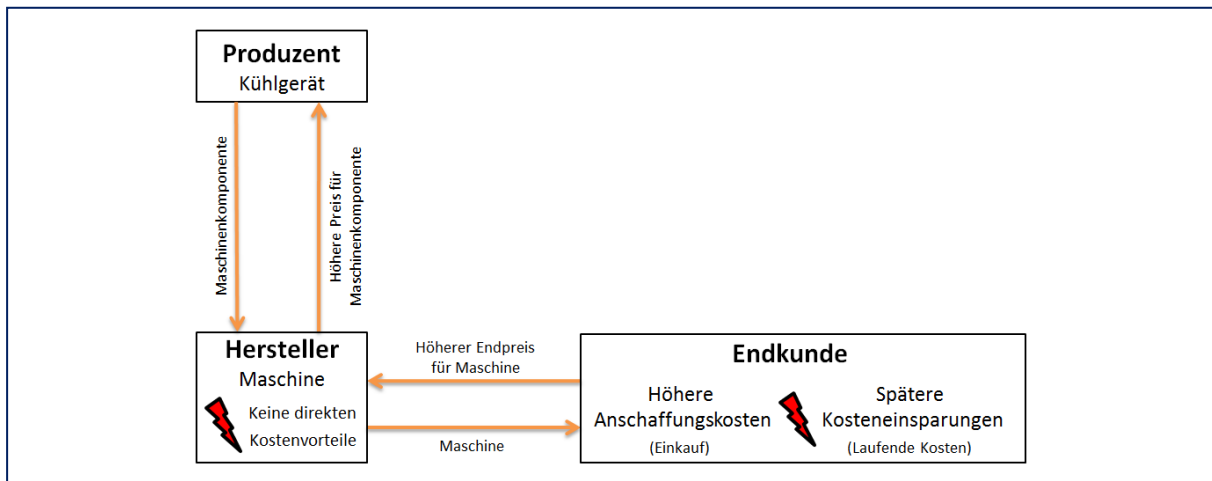 Produzent
Kühlgerät
Maschinenkomponente
Höhere Preis für
Maschinenkomponente
Hersteller
Maschine
Keine direkten
Kostenvorteile
Höherer Endpreis
für Maschine
Maschine
Endkunde
Höhere
Anschaffungskosten
(Einkauf)
Spätere
Kosteneinsparungen
(Laufende Kosten)